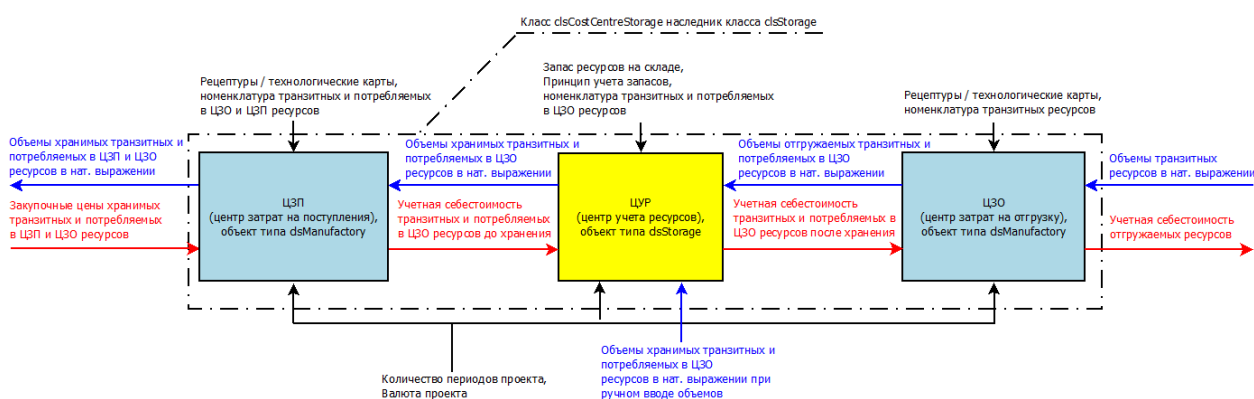 Класс clsCostCentreStorage наследник класса clsStorage
Рецептуры / технологические карты,
номенклатура транзитных и потребляемых
в ЦЗО и ЦЗП ресурсов
Запас ресурсов на складе,
Принцип учета запасов,
номенклатура транзитных и потребляемых
в ЦЗО ресурсов
Рецептуры / технологические карты,
номенклатура транзитных ресурсов
Объемы хранимых транзитных и
потребляемых в ЦЗП и ЦЗО
ресурсов в нат. выражении
Закупочные цены хранимых
транзитных и потребляемых
в ЦЗП и ЦЗО ресурсов
ЦЗП
(центр затрат на поступления),
объект типа dsManufactory
Объемы хранимых транзитных и
потребляемых в ЦЗО
ресурсов в нат. выражении
Учетная себестоимость
транзитных и потребляемых
в ЦЗО ресурсов до хранения
ЦУР
(центр учета ресурсов),
объект типа dsStorage
Объемы отгружаемых транзитных и
потребляемых в ЦЗО
ресурсов в нат. выражении
Учетная себестоимость
транзитных и потребляемых в
ЦЗО ресурсов после хранения
ЦЗО
(центр затрат на отгрузку),
объект типа dsManufactory
Объемы транзитных
ресурсов в нат. выражении
Учетная себестоимость
отгружаемых ресурсов
Количество периодов проекта,
Валюта проекта
Объемы хранимых транзитных и
потребляемых в ЦЗО
ресурсов в нат. выражении при
ручном вводе объемов